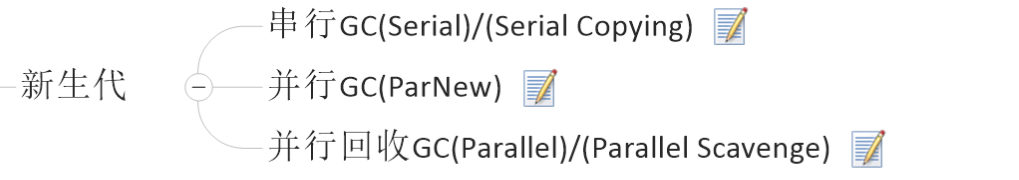 串行GC(Serial)/(Serial Copying)
新生代
并行GC(ParNew)
并行回收GC(Parallel)/(Parallel Scavenge)